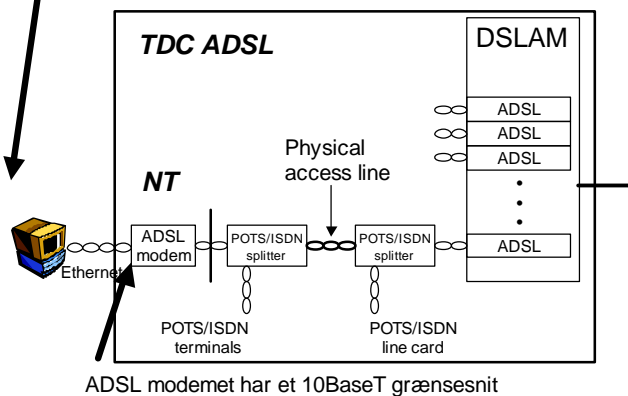 TDC ADSL
DSLAM
ADSL
ADSL
ADSL
Physical
access line
NT
ADSL
modem
POTS/ISDN
splitter
POTS/ISDN
splitter
ADSL
Ethernet
POTS/ISDN
terminals
POTS/ISDN
line card
ADSL modemet har et 10BaseT grænsesnit